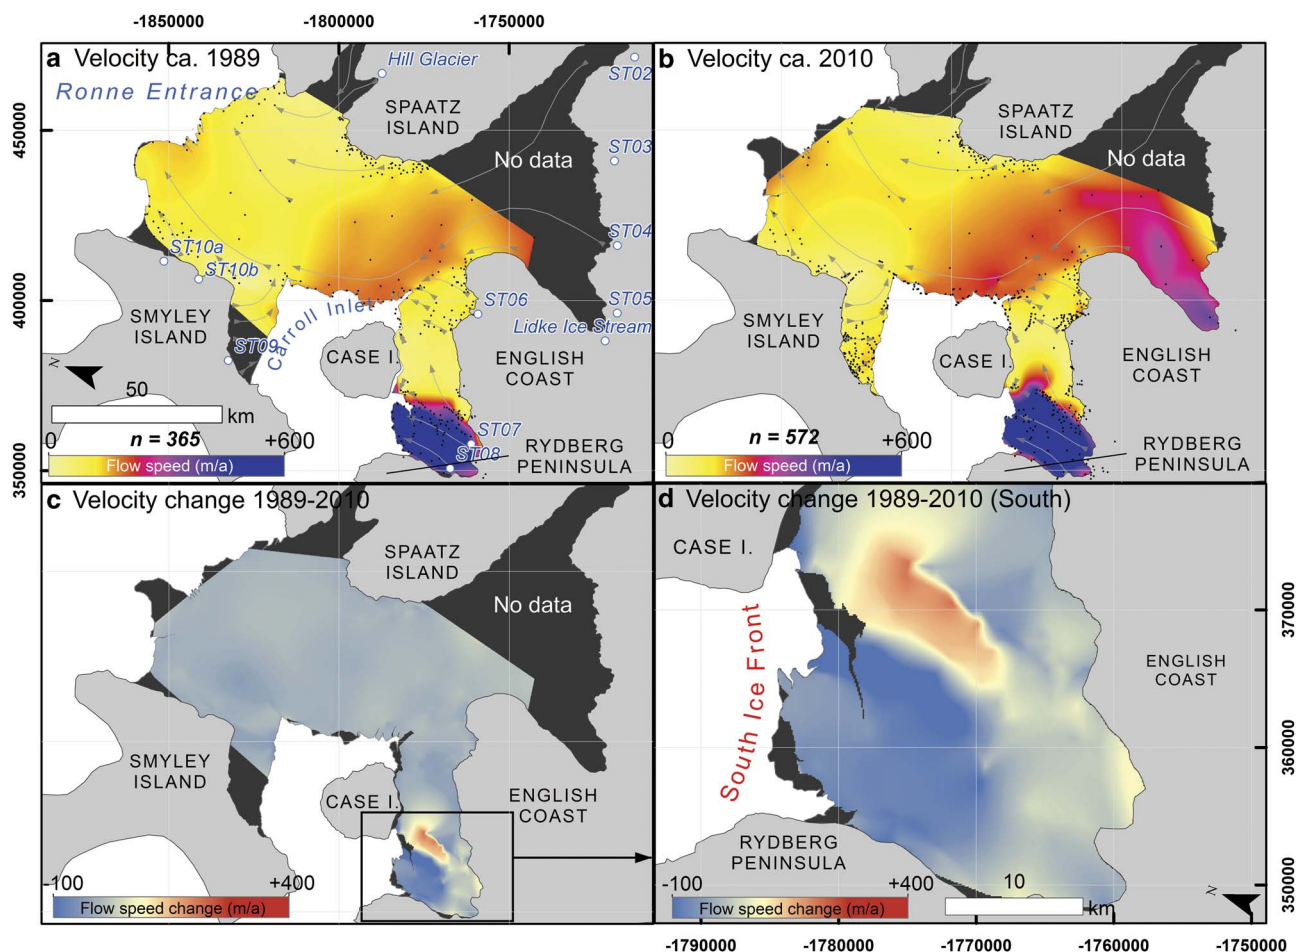 -1850000
-1800000
-1750000
a Velocity ca. 1989
Hill Glacier
ST02
Ronne Entrance
SPAATZ
ISLAND
450000
ST03
No data
ST04
ST10a
ST10b
400000
ST06
ST05
Lidke Ice Stream
SMYLEY
ISLAND
Carroll Inlet
ST09
CASE I.
ENGLISH
COAST
N
50
km
0
n = 365
+600
Flow speed (m/a)
ST07
ST08
RYDBERG
PENINSULA
350000
b Velocity ca. 2010
SPAATZ
ISLAND
No data
SMYLEY
ISLAND
CASE I.
ENGLISH
COAST
0
n = 572
+600
Flow speed (m/a)
RYDBERG
PENINSULA
c Velocity change 1989-2010
SPAATZ
ISLAND
No data
SMYLEY
ISLAND
CASE I.
ENGLISH
COAST
-100
+400
Flow speed change (m/a)
d Velocity change 1989-2010 (South)
CASE I.
South Ice Front
ENGLISH
COAST
RYDBERG
PENINSULA
370000
360000
350000
-100
+400
Flow speed change (m/a)
10
km
N
-1790000
-1780000
-1770000
-1760000
-1750000